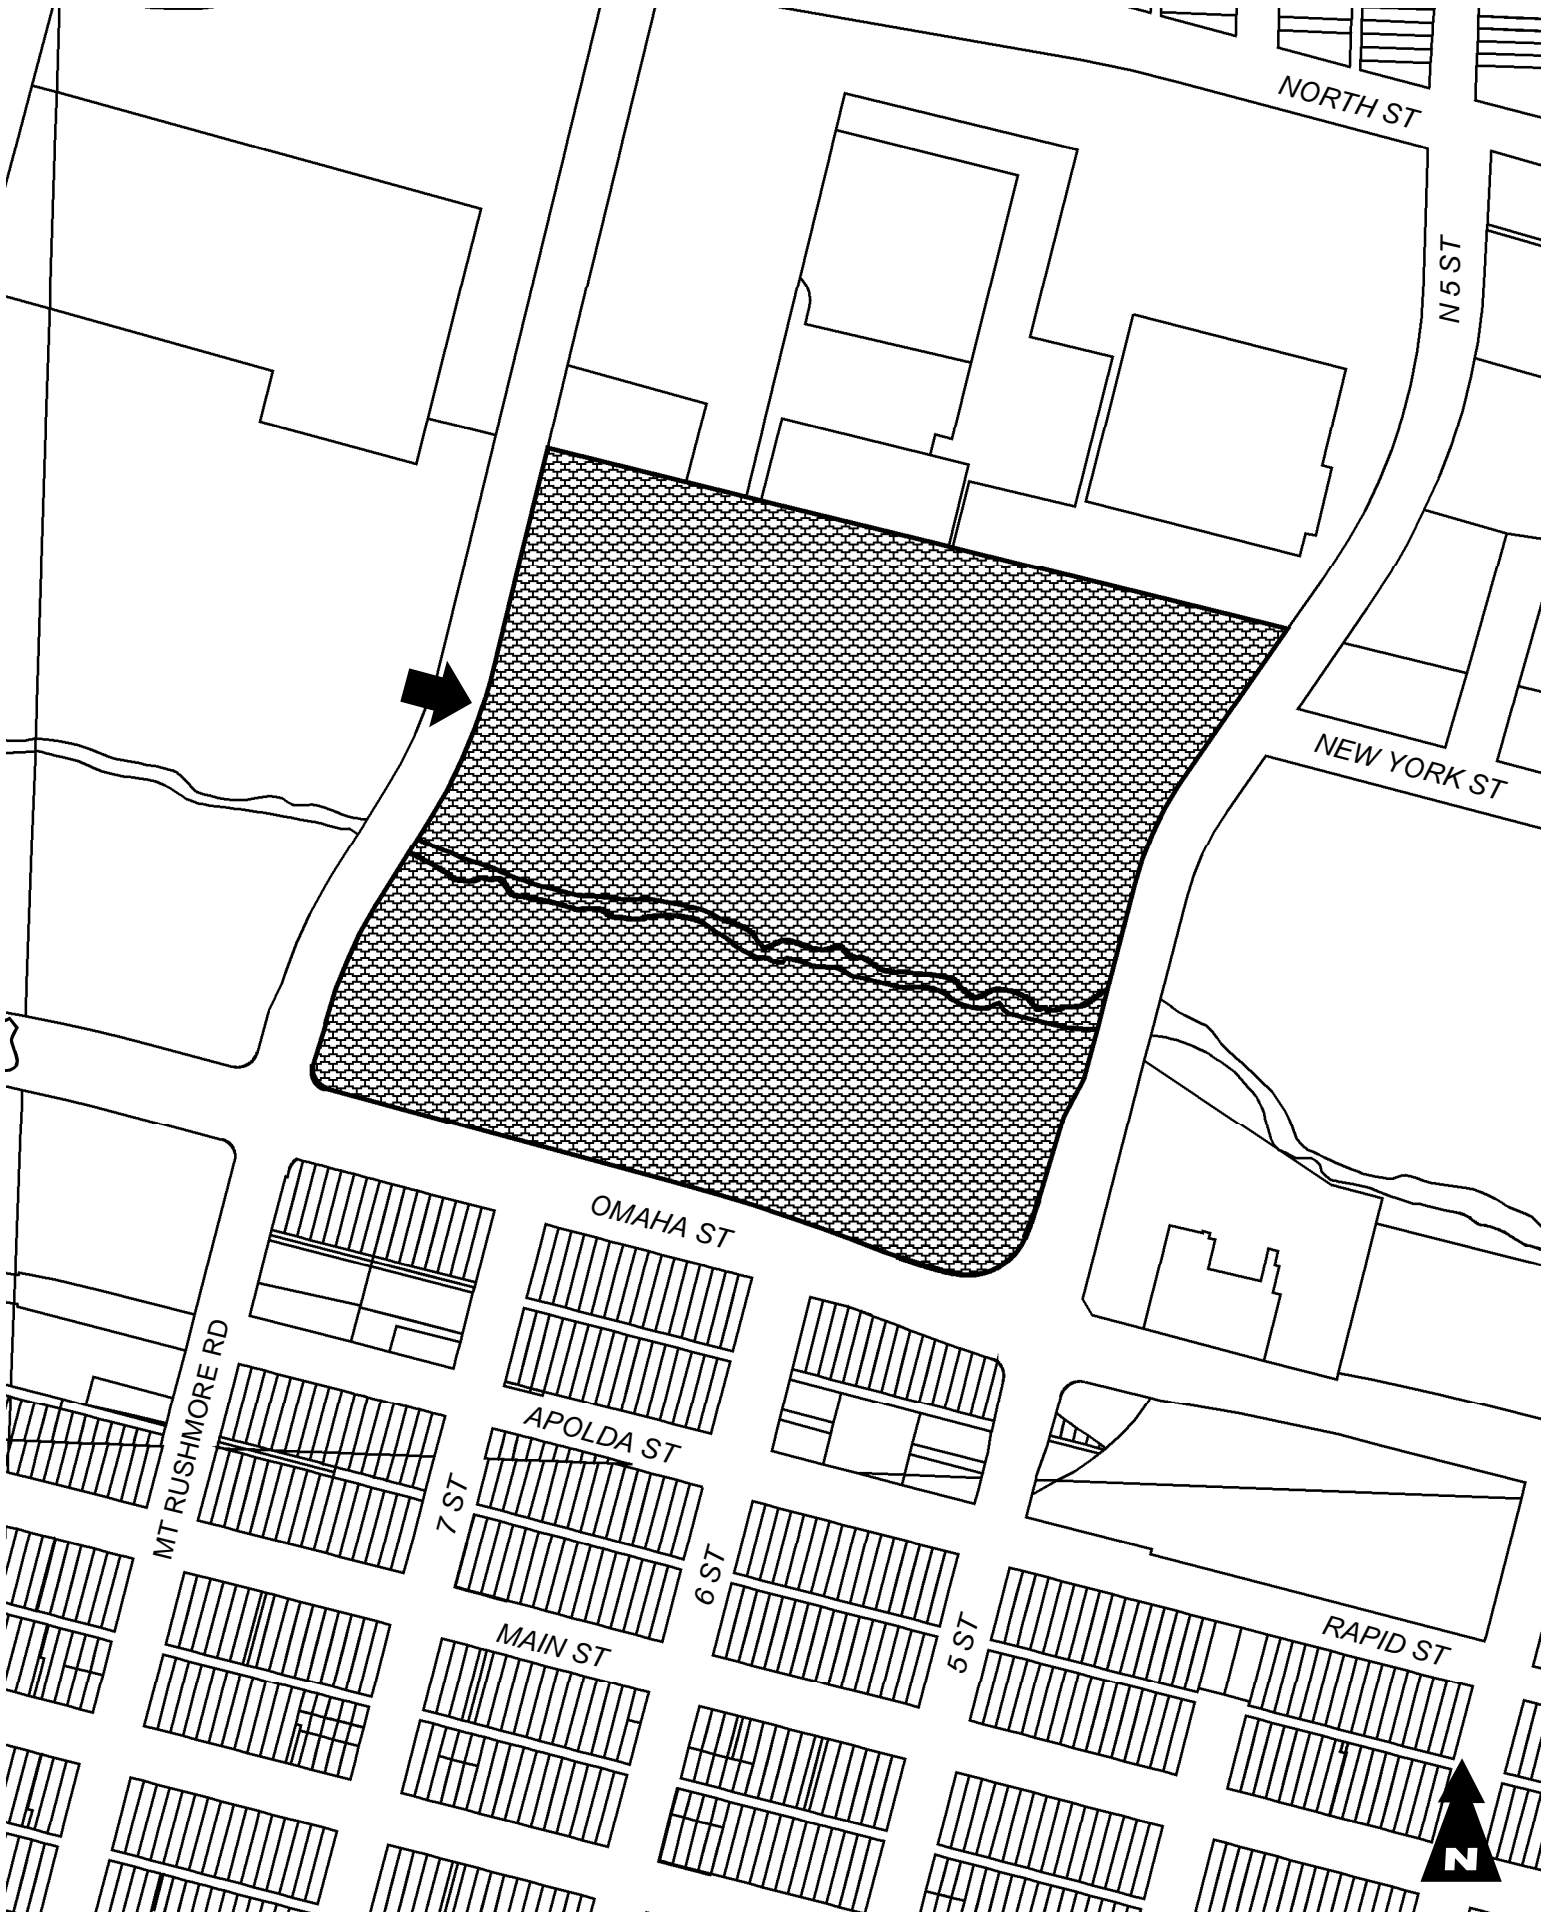 NORTH ST
N 5 ST
NEW YORK ST
OMAHA ST
MT RUSHMORE RD
APOLDA ST
7 ST
6 ST
5 ST
MAIN ST
RAPID ST
N